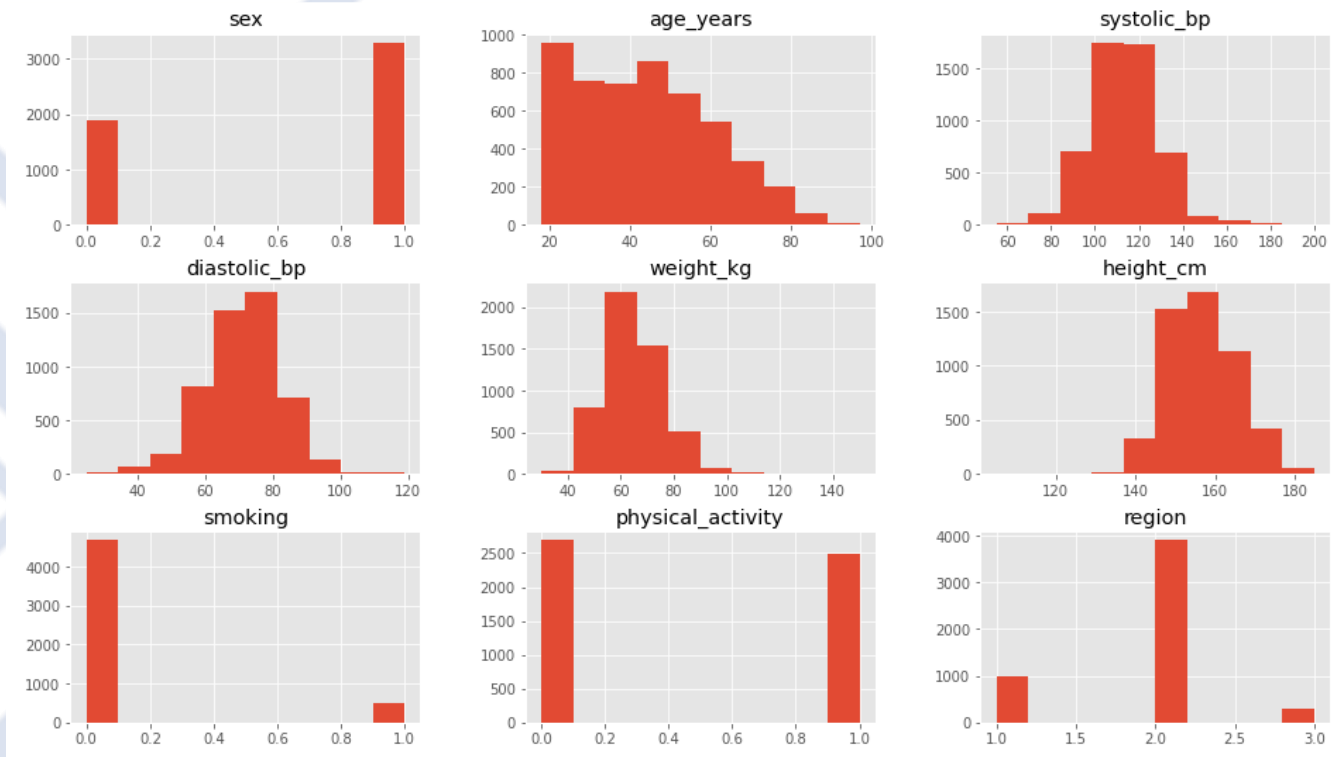 sex
3000
2000
1000
0
0.0 0.2 0.4 0.6 0.8 1.0
age_years
1000
800
600
400
200
0
20 40 60 80 100
systolic_bp
1500
1000
500
0
60 80 100 120 140 160 180 200
diastolic_bp
1500
1000
500
0
40 60 80 100 120
weight_kg
2000
1500
1000
500
0
40 60 80 100 120 140
height_cm
1500
1000
500
0
120 140 160 180
smoking
4000
3000
2000
1000
0
0.0 0.2 0.4 0.6 0.8 1.0
physical_activity
2500
2000
1500
1000
500
0
0.0 0.2 0.4 0.6 0.8 1.0
region
4000
3000
2000
1000
0
1.0 1.5 2.0 2.5 3.0